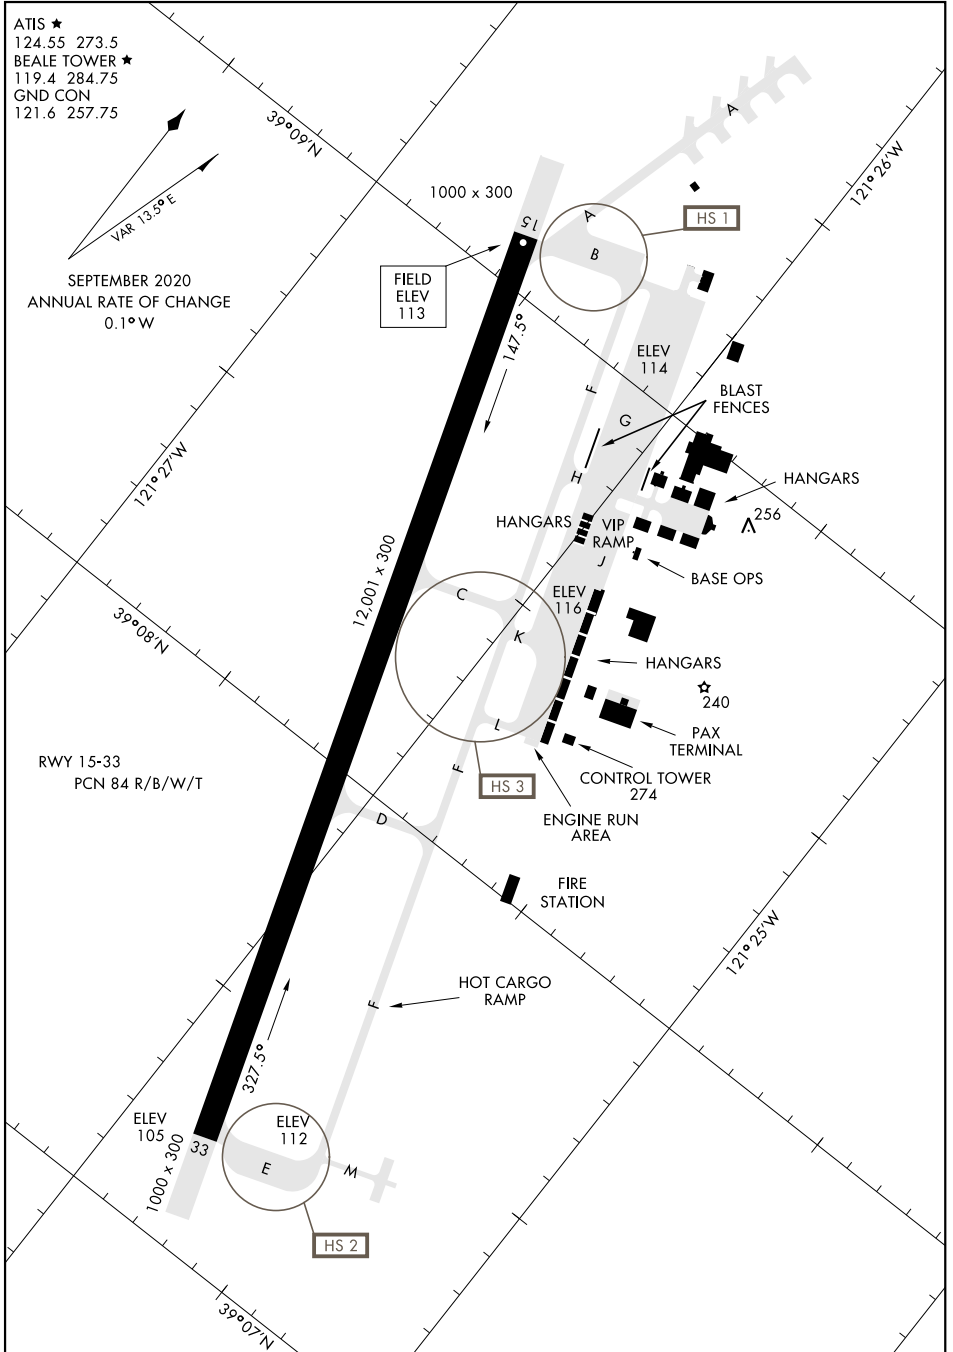 ATIS ★
124.55 273.5
BEALE TOWER ★
119.4 284.75
GND CON
121.6 257.75
39°09'N
A
121°26'W
VAR 13.5° E
1000 x 300
15
A
HS 1
B
SEPTEMBER 2020
ANNUAL RATE OF CHANGE
0.1° W
FIELD
ELEV
113
147.5°
ELEV
114
F
G
BLAST
FENCES
121°27'W
H
HANGARS
256
HANGARS
VIP
RAMP
J
BASE OPS
12,001 x 300
C
ELEV
116
39°08'N
K
HANGARS
240
L
PAX
TERMINAL
RWY 15-33
PCN 84 R/B/W/T
F
HS 3
CONTROL TOWER
274
D
ENGINE RUN
AREA
FIRE
STATION
121°25'W
HOT CARGO
RAMP
F
327.5°
ELEV
105
33
ELEV
112
1000 x 300
E
M
HS 2
39°07'N